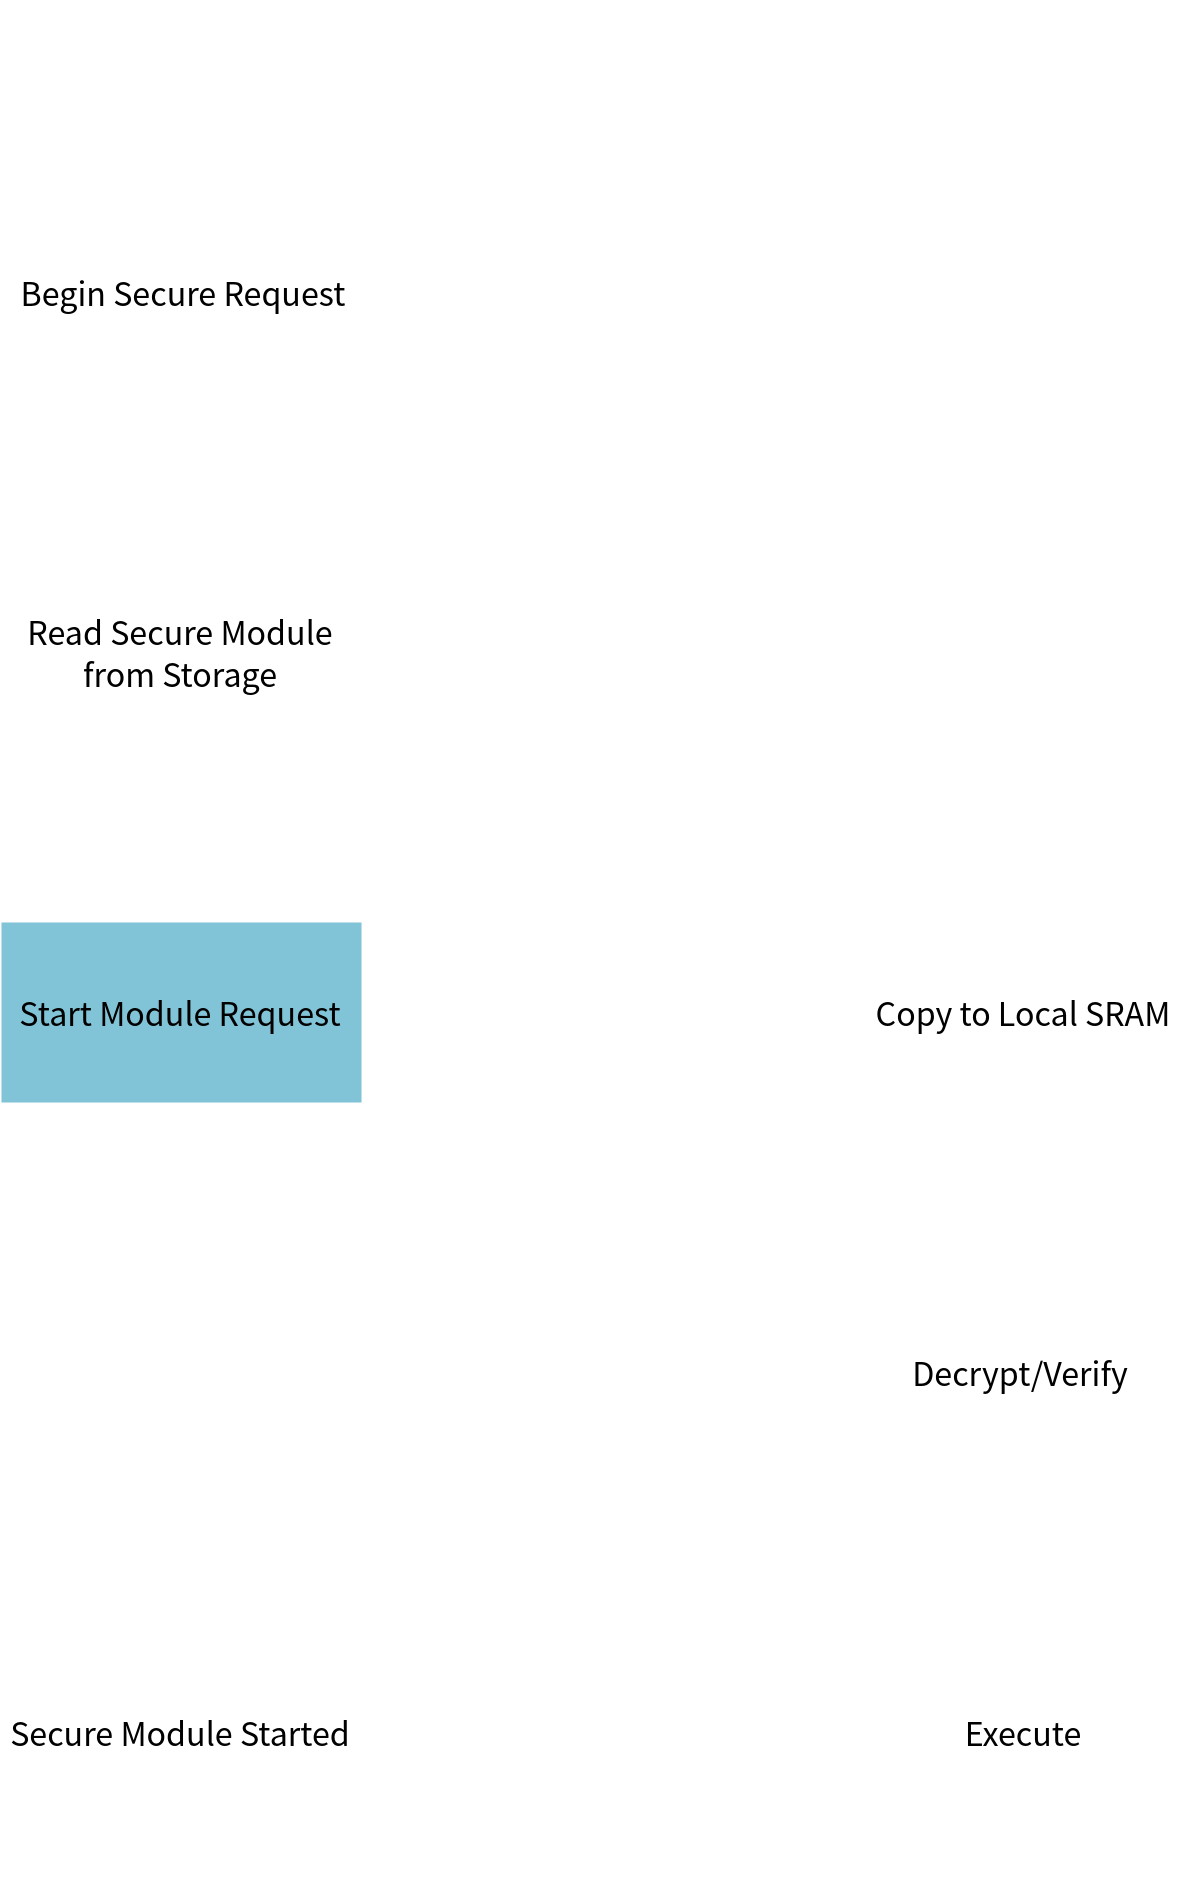 Begin Secure Request
Read Secure Module
from Storage
Start Module Request
Copy to Local SRAM
Decrypt/Verify
Secure Module Started
Execute